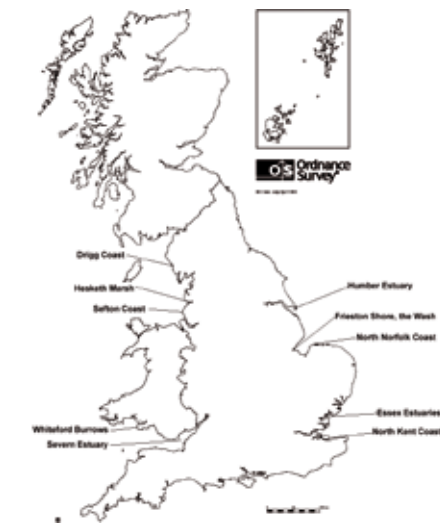 OS Ordnance
Survey
Drigg Coast
Hesketh Marsh
Sefton Coast
Humber Estuary
Frieston Shore, the Wash
North Norfolk Coast
Essex Estuaries
North Kent Coast
Whiteford Burrows
Severn Estuary